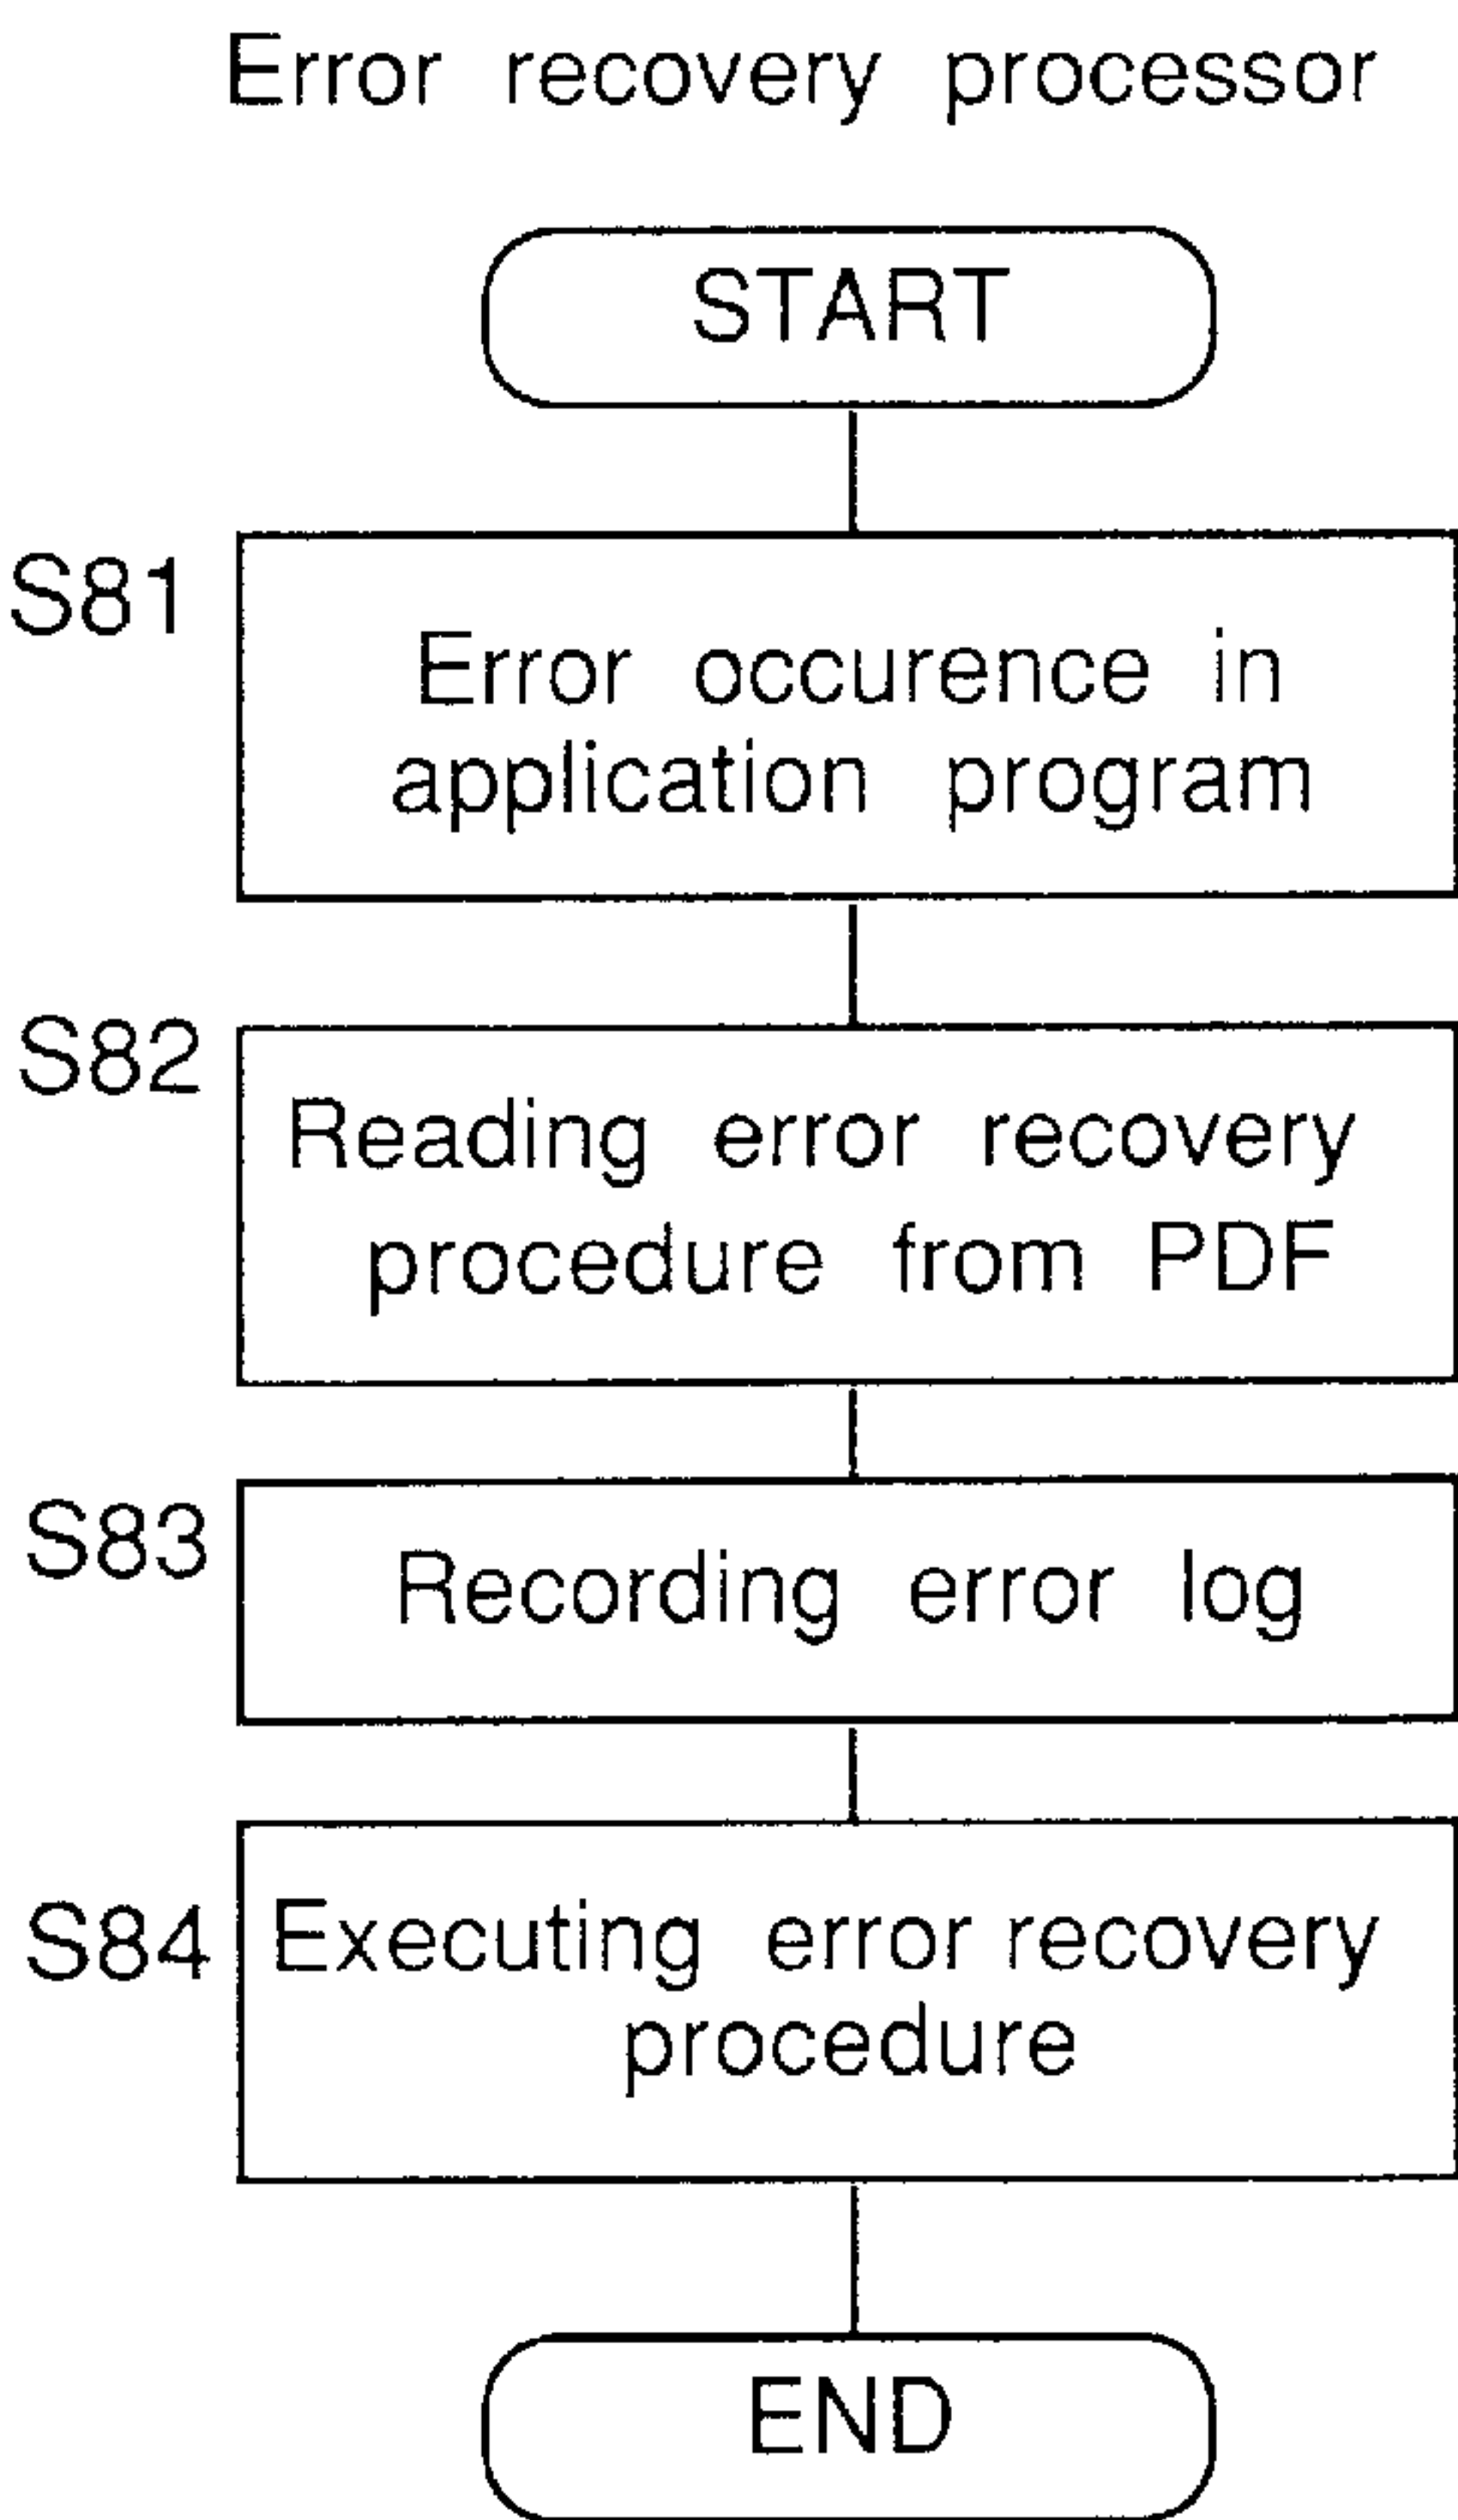 Error recovery processor
START
S81
Error occurence in
application program
S82
Reading error recovery
procedure from PDF
S83
Recording error log
S84
Executing error recovery
procedure
END